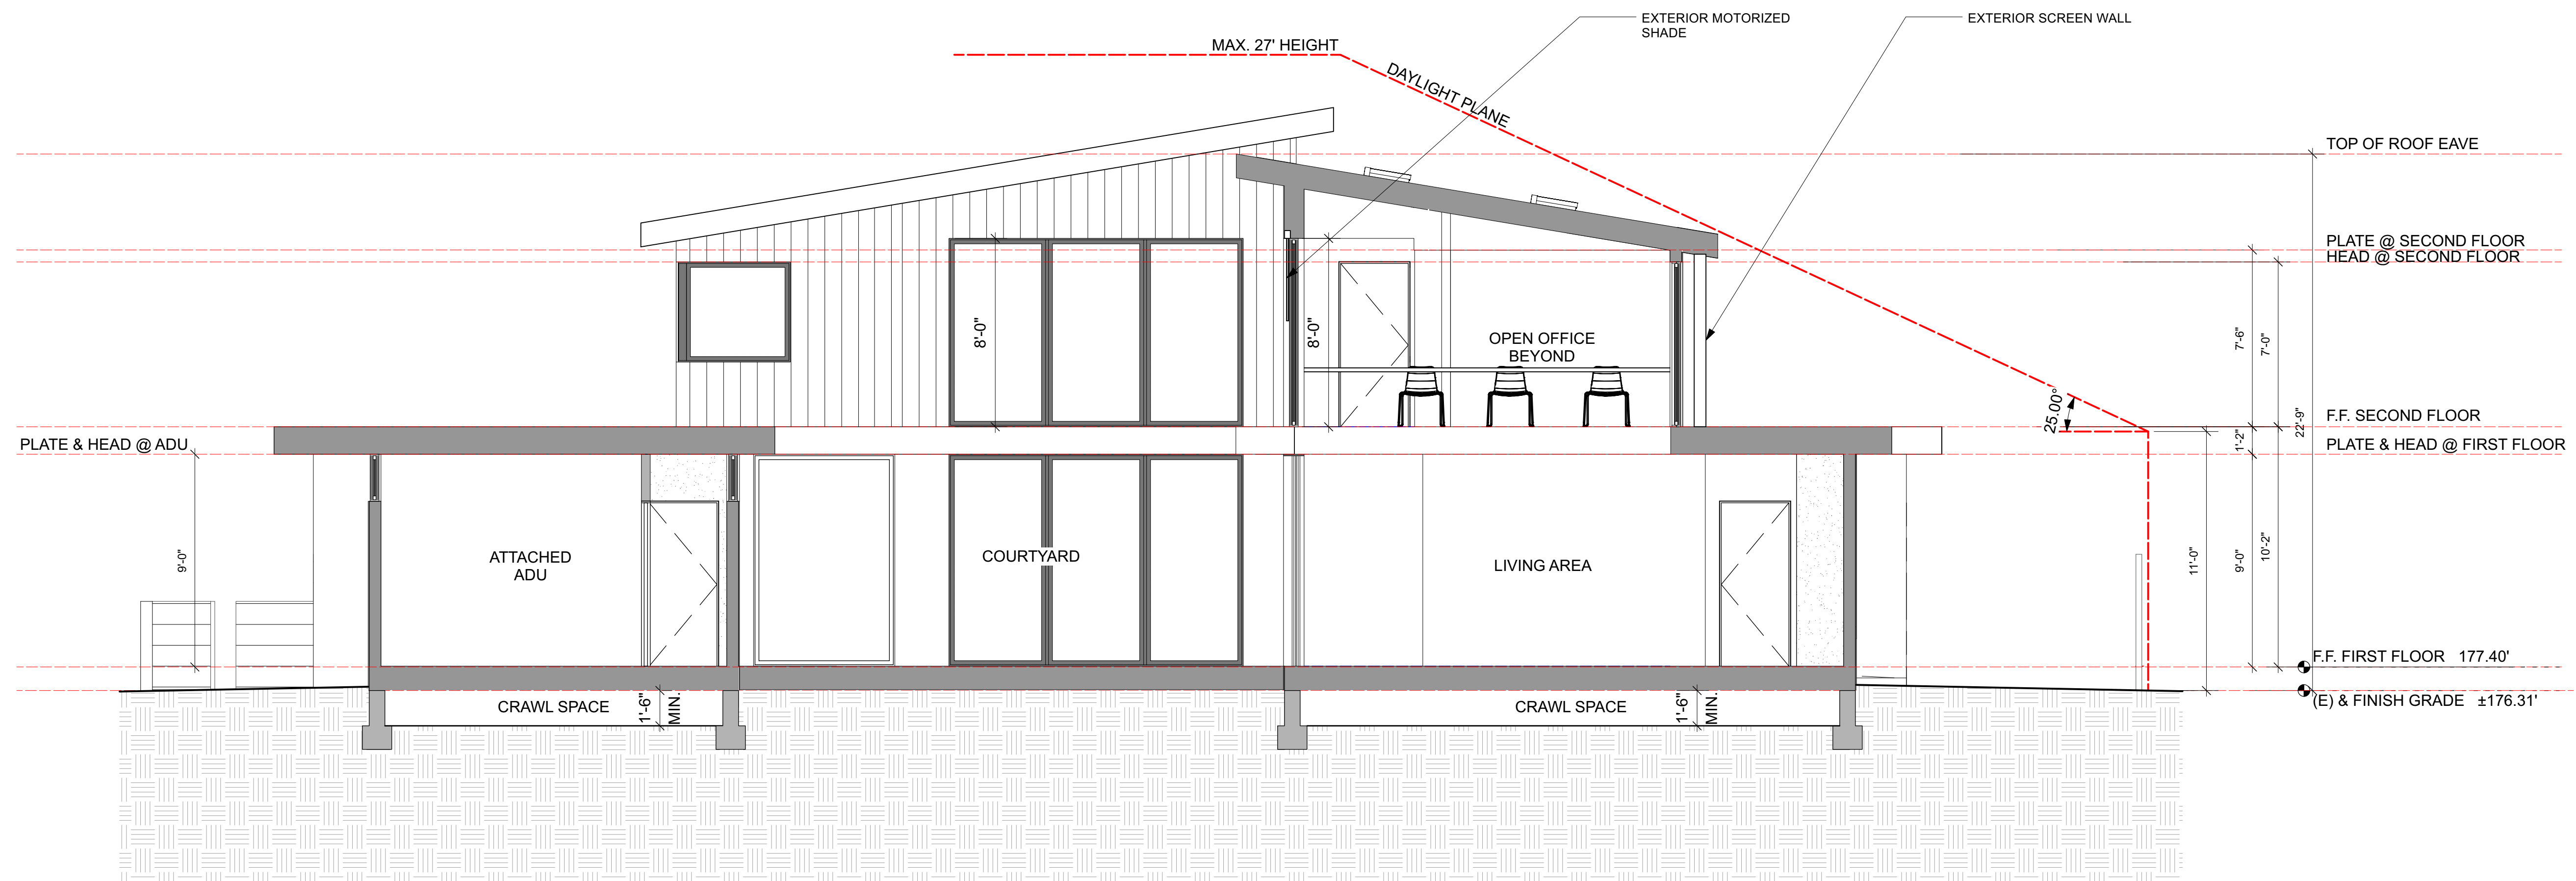 EXTERIOR MOTORIZED
SHADE
EXTERIOR SCREEN WALL
MAX. 27' HEIGHT
DAYLIGHT PLANE
TOP OF ROOF EAVE
PLATE @ SECOND FLOOR
HEAD @ SECOND FLOOR
8'-0"
8'-0"
OPEN OFFICE
BEYOND
7'-6"
7'-0"
25.00°
F.F. SECOND FLOOR
22'-9"
PLATE & HEAD @ ADU
1'-2"
PLATE & HEAD @ FIRST FLOOR
9'-0"
ATTACHED
ADU
COURTYARD
LIVING AREA
11'-0"
9'-0"
10'-2"
F.F. FIRST FLOOR 177.40'
(E) & FINISH GRADE ±176.31'
CRAWL SPACE
1'-6"
MIN.
CRAWL SPACE
1'-6"
MIN.